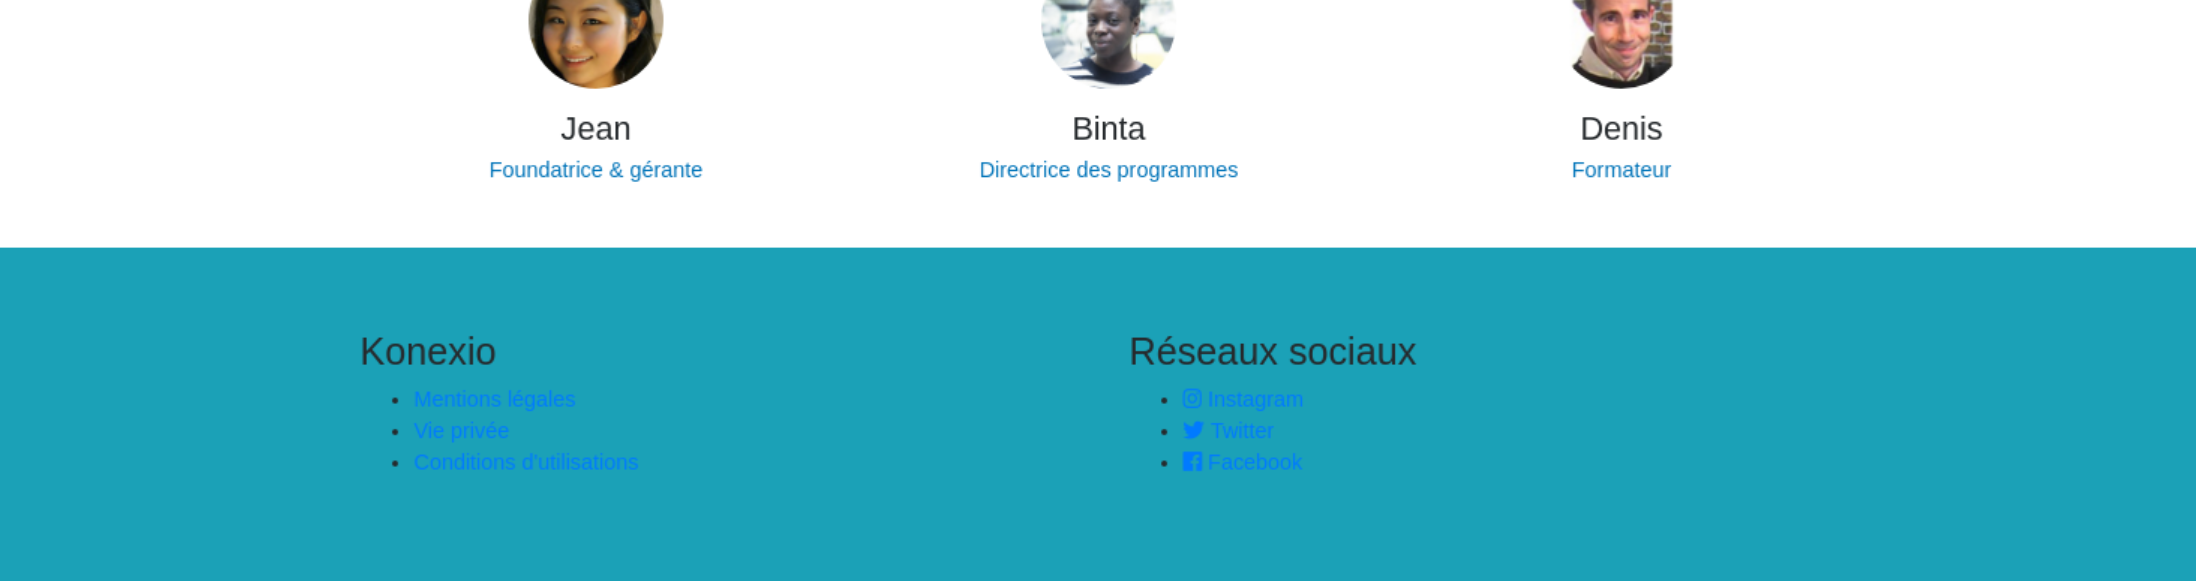 Jean
Foundatrice & gérante
Binta
Directrice des programmes
Denis
Formateur
Konexio
Mentions légales
Vie privée
Conditions d'utilisations
Réseaux sociaux
Instagram
Twitter
Facebook